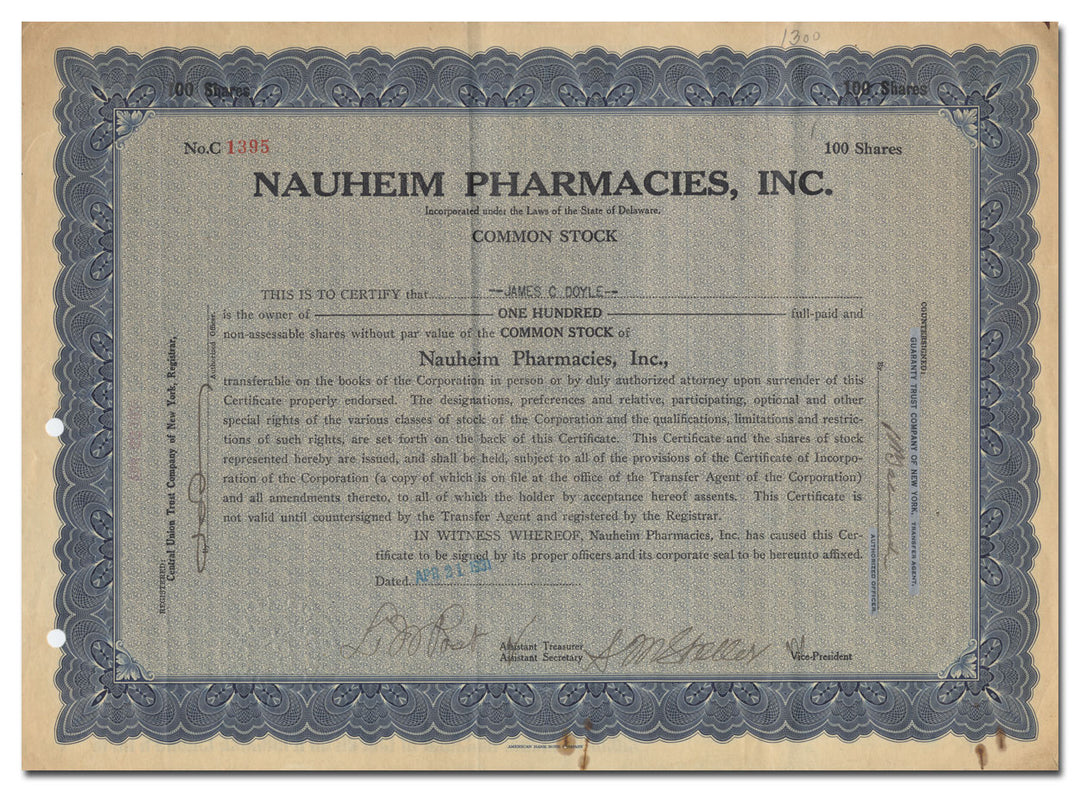 1300
100 Shares
100 Shares
No.C 1395
100 Shares
NAUHEIM PHARMACIES, INC.
Incorporated under the Laws of the State of Delaware.
COMMON STOCK
THIS IS TO CERTIFY that --JAMES C DOYLE--
is the owner of ONE HUNDRED full-paid and
non-assessable shares without par value of the COMMON STOCK of
Nauheim Pharmacies, Inc.,
transferable on the books of the Corporation in person or by duly authorized attorney upon surrender of this
Certificate properly endorsed. The designations, preferences and relative, participating, optional and other
special rights of the various classes of stock of the Corporation and the qualifications, limitations and restric-
tions of such rights, are set forth on the back of this Certificate. This Certificate and the shares of stock
represented hereby are issued, and shall be held, subject to all of the provisions of the Certificate of Incorpo-
ration of the Corporation (a copy of which is on file at the office of the Transfer Agent of the Corporation)
and all amendments thereto, to all of which the holder by acceptance hereof assents. This Certificate is
not valid until countersigned by the Transfer Agent and registered by the Registrar.
IN WITNESS WHEREOF, Nauheim Pharmacies, Inc. has caused this Cer-
tificate to be signed by its proper officers and its corporate seal to be hereunto affixed.
Dated. APR 21 1931
Assistant Treasurer
Assistant Secretary
Vice-President
REGISTERED:
Central Union Trust Company of New York, Registrar,
Authorized Officer.
COUNTERSIGNED:
GUARANTY TRUST COMPANY OF NEW YORK, TRANSFER AGENT.
By
AUTHORIZED OFFICER.
AMERICAN BANK NOTE COMPANY